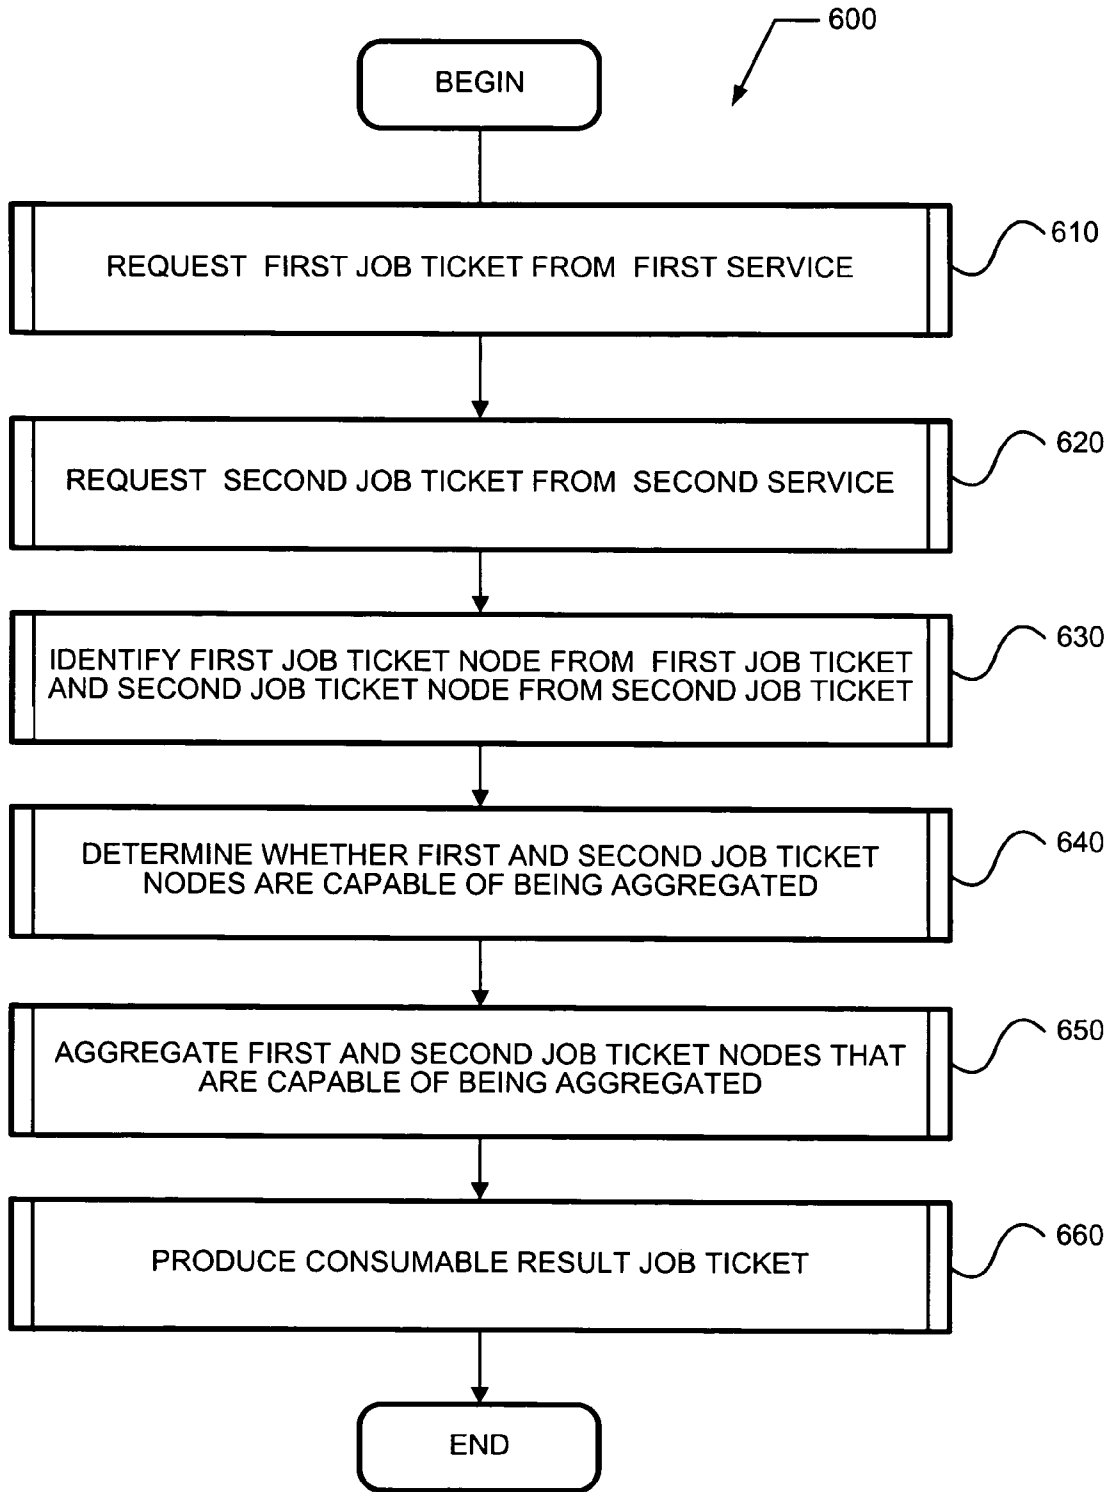 600
BEGIN
REQUEST FIRST JOB TICKET FROM FIRST SERVICE
610
REQUEST SECOND JOB TICKET FROM SECOND SERVICE
620
IDENTIFY FIRST JOB TICKET NODE FROM FIRST JOB TICKET
AND SECOND JOB TICKET NODE FROM SECOND JOB TICKET
630
DETERMINE WHETHER FIRST AND SECOND JOB TICKET
NODES ARE CAPABLE OF BEING AGGREGATED
640
AGGREGATE FIRST AND SECOND JOB TICKET NODES THAT
ARE CAPABLE OF BEING AGGREGATED
650
PRODUCE CONSUMABLE RESULT JOB TICKET
660
END